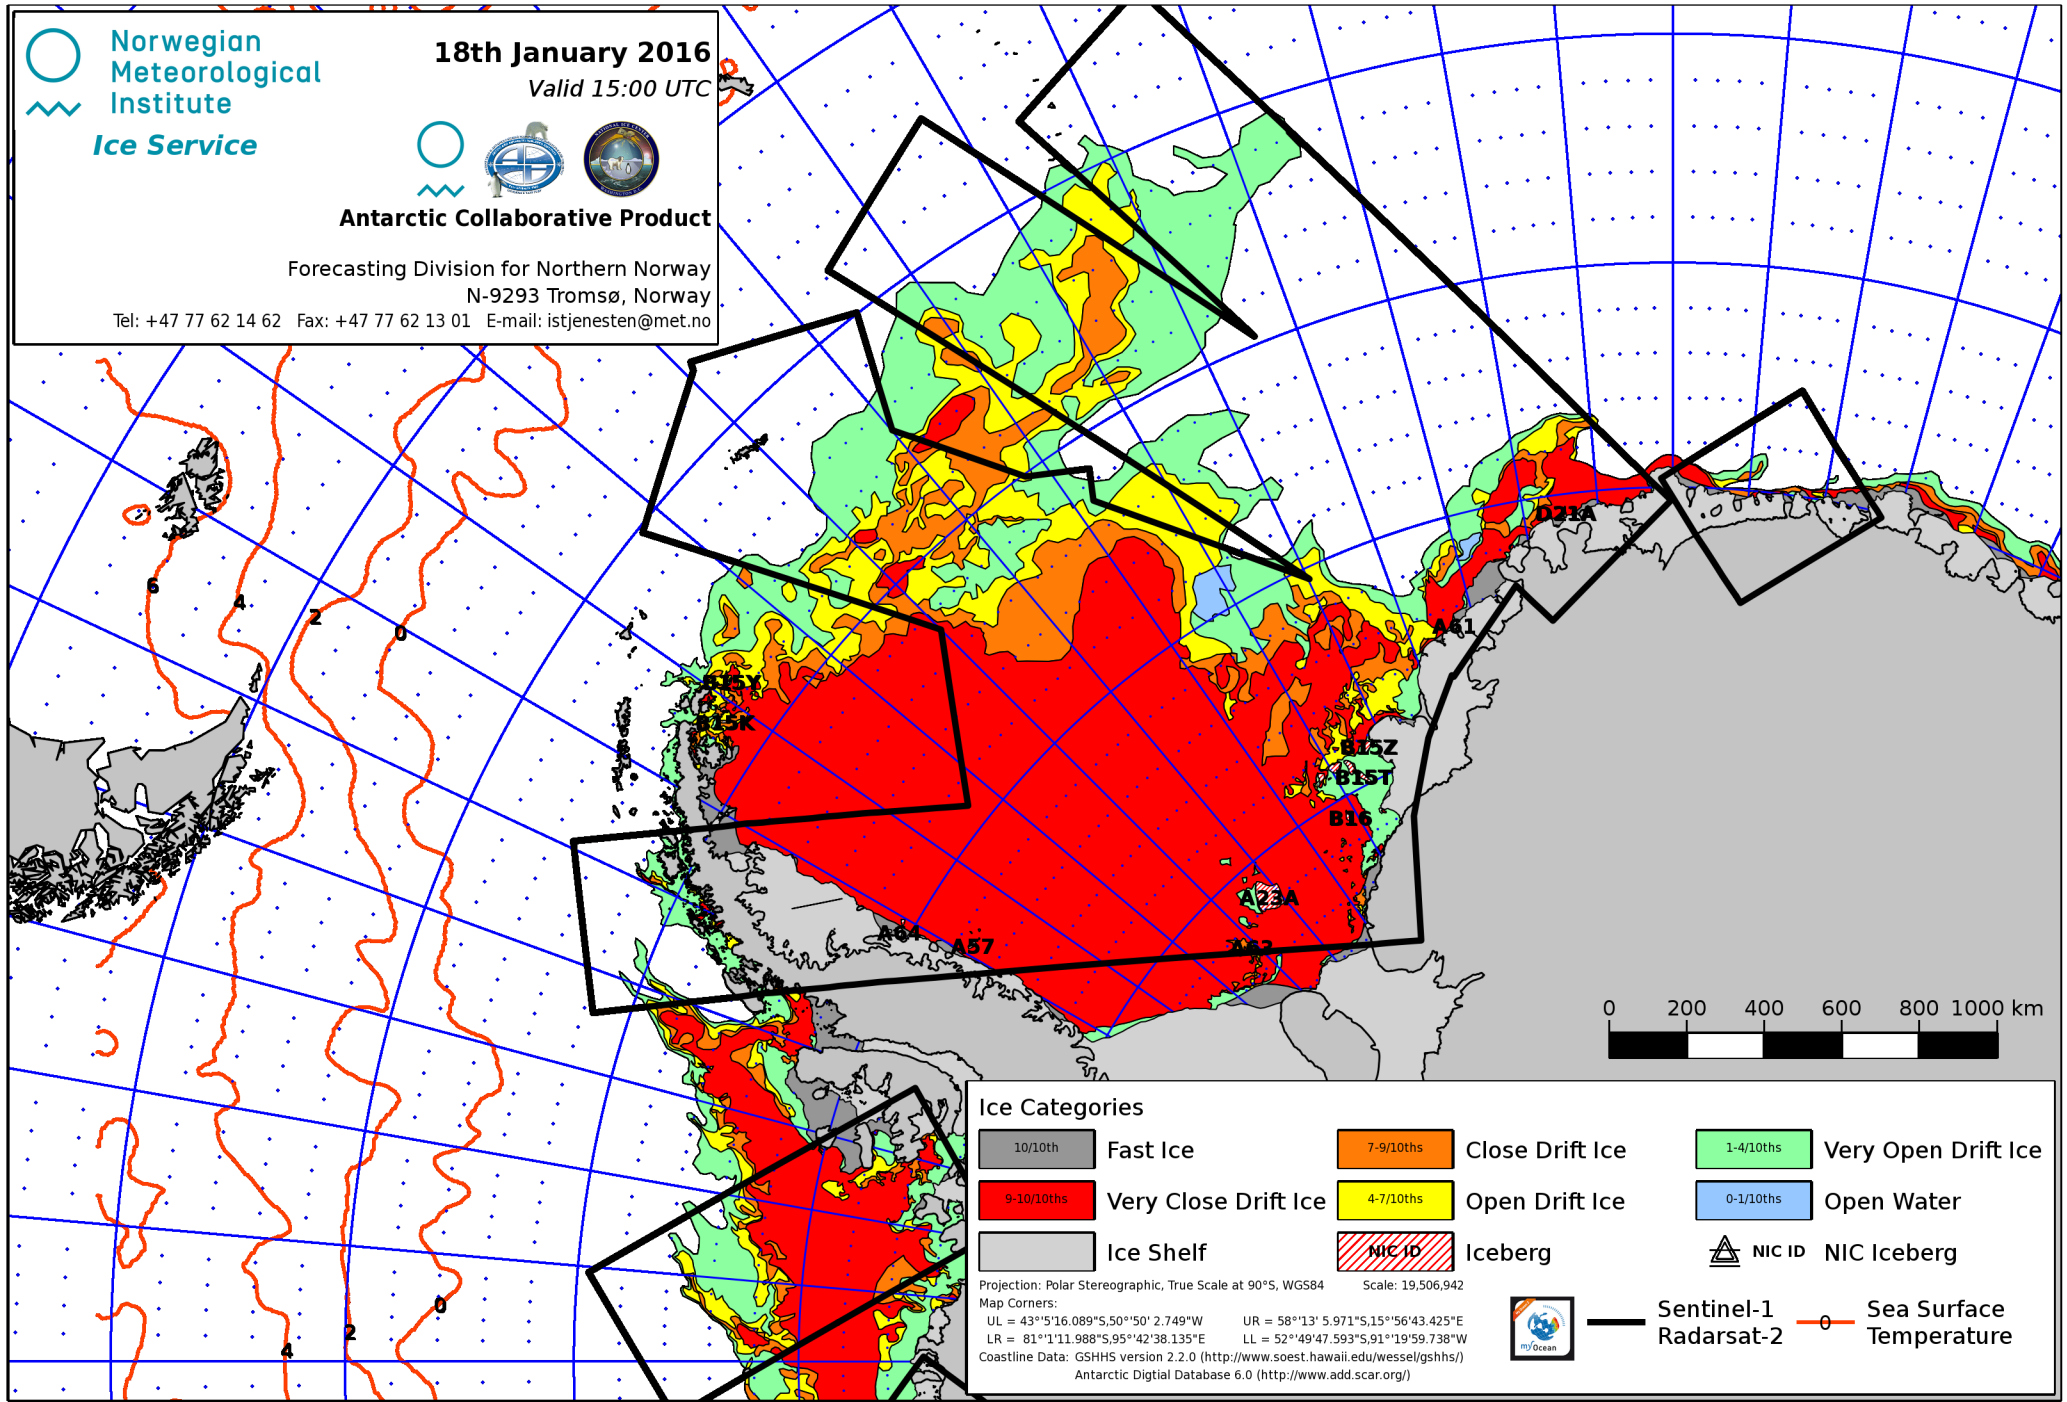 Norwegian
Meteorological
Institute
Ice Service
18th January 2016
Valid 15:00 UTC
Antarctic Collaborative Product
Forecasting Division for Northern Norway
N-9293 Tromsø, Norway
Tel: +47 77 62 14 62 Fax: +47 77 62 13 01 E-mail: istjenesten@met.no
6
4
2
0
D21A
A61
B15Y
B15K
B15Z
B15T
B16
A23A
A64
A57
A63
0
2
4
0 200 400 600 800 1000 km
Ice Categories
10/10th Fast Ice
7-9/10ths Close Drift Ice
1-4/10ths Very Open Drift Ice
9-10/10ths Very Close Drift Ice
4-7/10ths Open Drift Ice
0-1/10ths Open Water
Ice Shelf
NIC ID Iceberg
NIC ID NIC Iceberg
Projection: Polar Stereographic, True Scale at 90°S, WGS84 Scale: 19,506,942
Map Corners:
UL = 43°'5'16.089"S,50°'50' 2.749"W UR = 58°'13' 5.971"S,15°'56'43.425"E
LR = 81°'1'11.988"S,95°'42'38.135"E LL = 52°'49'47.593"S,91°'19'59.738"W
Coastline Data: GSHHS version 2.2.0 (http://www.soest.hawaii.edu/wessel/gshhs/)
Antarctic Digtial Database 6.0 (http://www.add.scar.org/)
my Ocean
Sentinel-1
Radarsat-2
0
Sea Surface
Temperature